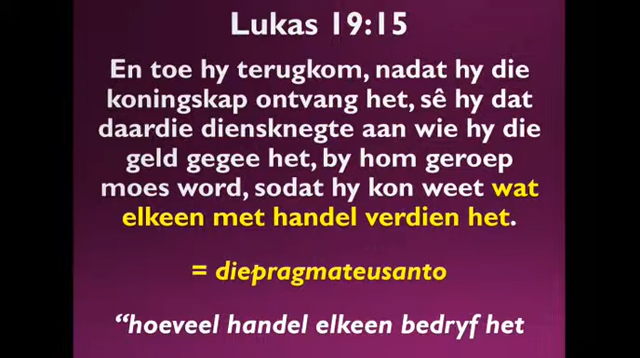 Lukas 19:15
En toe hy terugkom, nadat hy die
koningskap ontvang het, sê hy dat
daardie diensknegte aan wie hy die
geld gegee het, by hom geroep
moes word, sodat hy kon weet wat
elkeen met handel verdien het.
= diepragmateusanto
“hoeveel handel elkeen bedryf het